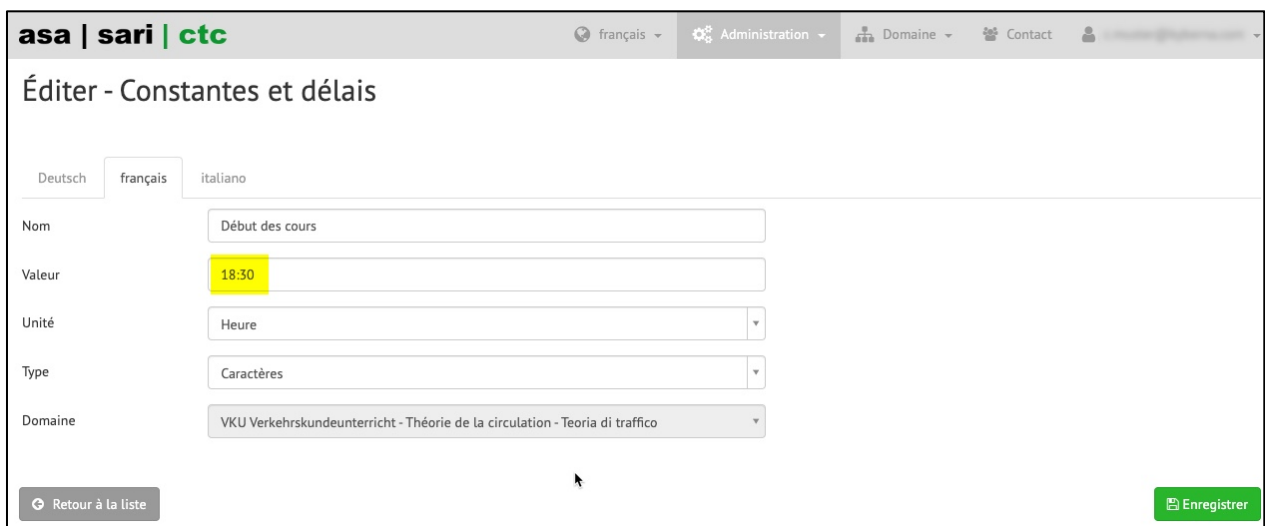 asa | sari | ctc français Administration Domaine Contact
Éditer - Constantes et délais
Deutsch français italiano
Nom Début des cours
Valeur 18:30
Unité Heure
Type Caractères
Domaine VKU Verkehrskundeunterricht - Théorie de la circulation - Teoria di traffico
Retour à la liste Enregistrer